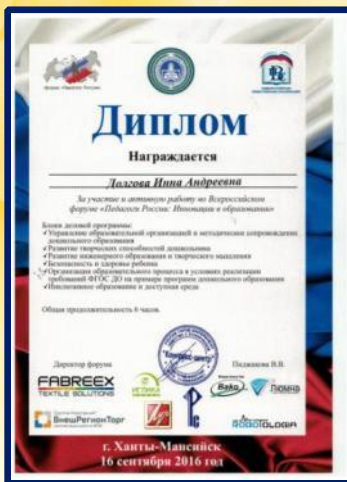 Диплом
Награждается
Долгова Инна Андреевна
За участие и активную работу во Всероссийском
форуме «Педагоги России: Инновации в образовании»
Блоки деловой программы:
✓Управление образовательной организацией и методическое сопровождение
дошкольного образования
✓Развитие творческих способностей дошкольника
✓Развитие инженерного образования и творческого мышления
✓Безопасность и здоровье ребенка
✓Организация образовательного процесса в условиях реализации
требований ФГОС ДО на примере программ дошкольного образования
✓Инклюзивное образование и доступная среда
Общая продолжительность 6 часов.
Директор форума
FABREEX
TEXTILE SOLUTIONS
ВнешРегионТорг
ROBOTOLOGIA
г. Ханты-Мансийск
16 сентября 2016 год